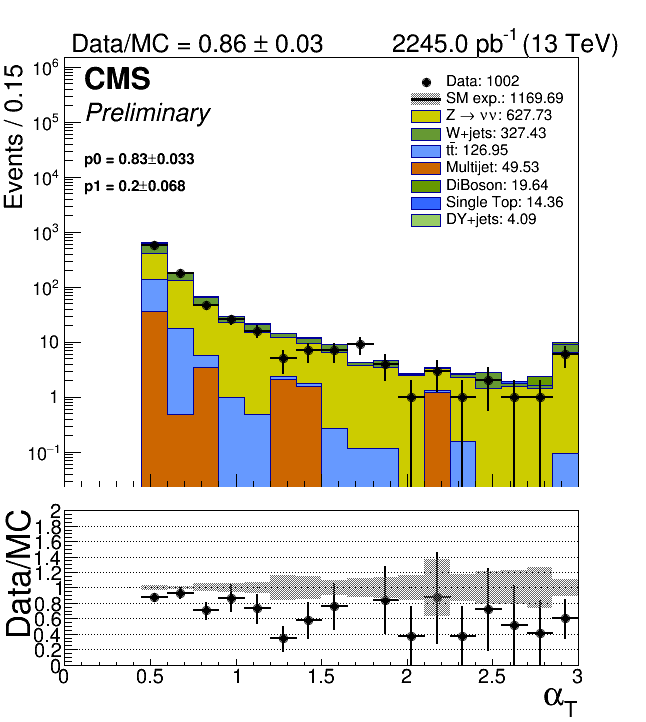 Data/MC = 0.86 ± 0.03 2245.0 pb⁻¹ (13 TeV)
CMS
Preliminary
p0 = 0.83±0.033
p1 = 0.2±0.068
Data: 1002
SM exp.: 1169.69
Z → νν: 627.73
W+jets: 327.43
tt̄: 126.95
Multijet: 49.53
DiBoson: 19.64
Single Top: 14.36
DY+jets: 4.09
Events / 0.15
10⁶
10⁵
10⁴
10³
10²
10
1
10⁻¹
Data/MC
2
1.8
1.6
1.4
1.2
1
0.8
0.6
0.4
0.2
0
0 0.5 1 1.5 2 2.5 3
α_T